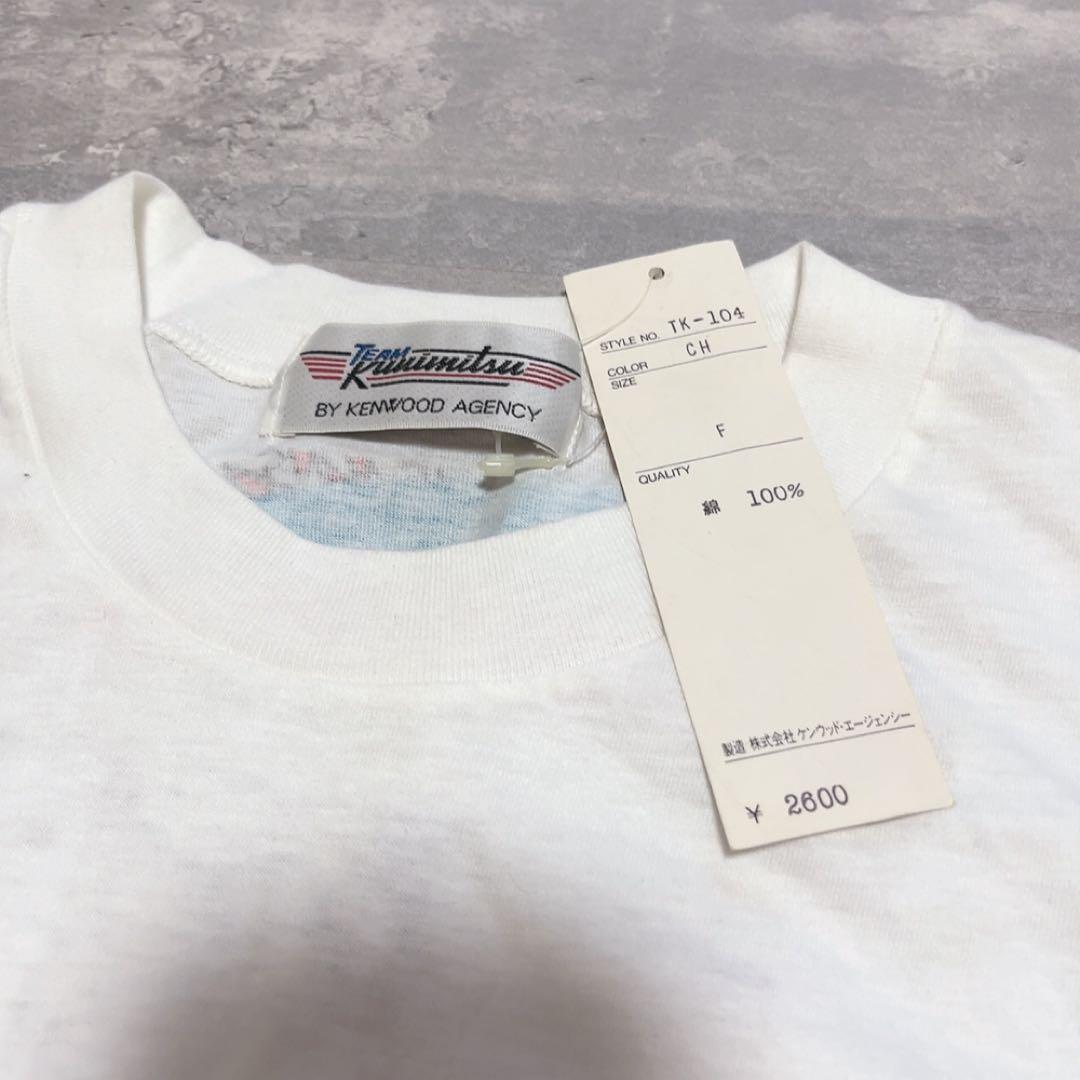 TEAM
Kunimitsu
BY KENWOOD AGENCY
STYLE NO. TK-104
COLOR CH
SIZE
F
QUALITY
綿 100%
製造 株式会社ケンウッド・エージェンシー
¥ 2600